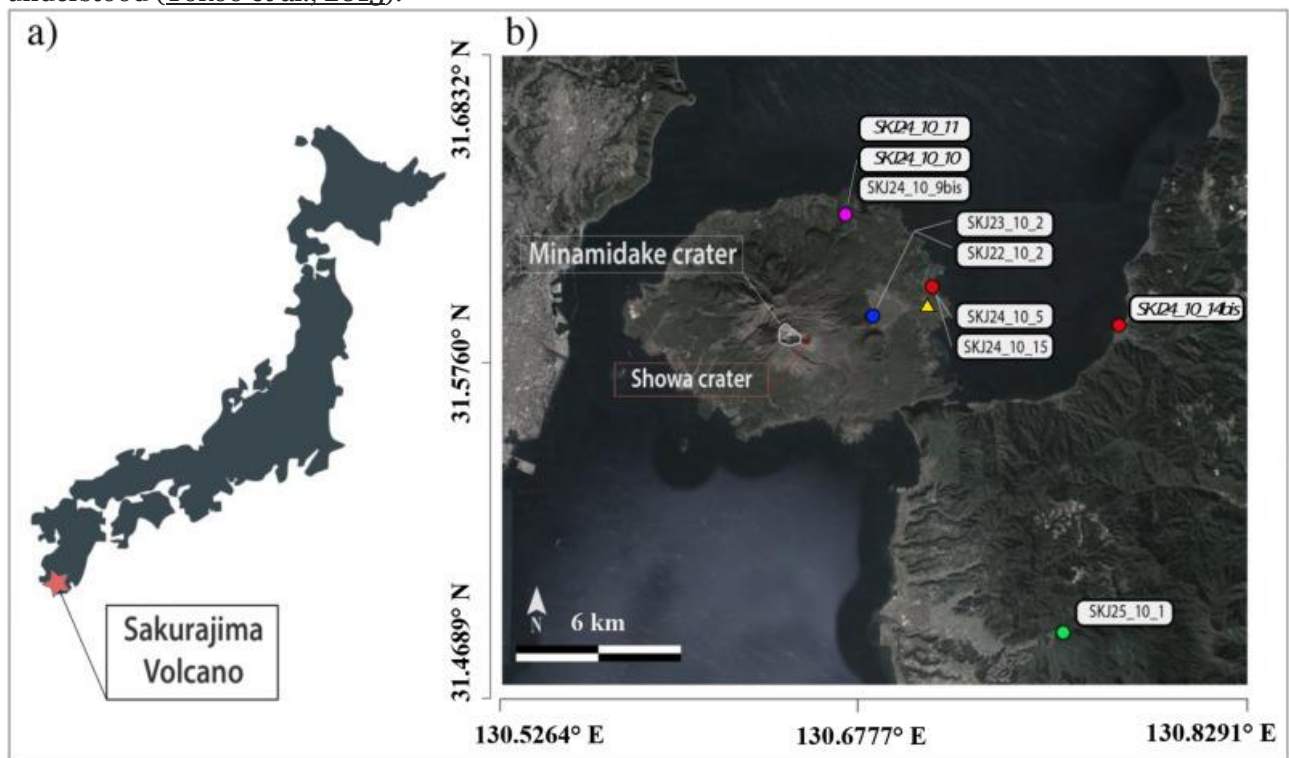 a)
b)
31.6832° N
31.5760° N
31.4689° N
SKJ24_10_11
SKJ24_10_10
SKJ24_10_9bis
SKJ23_10_2
SKJ22_10_2
Minamidake crater
SKJ24_10_14bis
SKJ24_10_5
SKJ24_10_15
Showa crater
SKJ25_10_1
N
6 km
Sakurajima
Volcano
130.5264° E
130.6777° E
130.8291° E